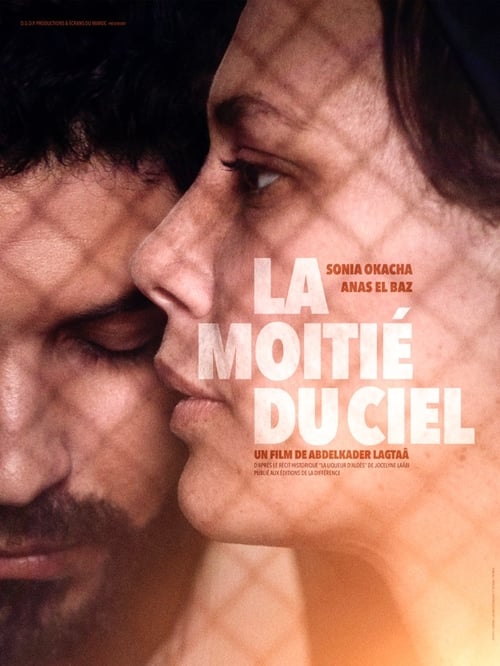 SONIA OKACHA
ANAS EL BAZ
LA
MOITIÉ
DU CIEL
UN FILM DE ABDELKADER LAGTAÂ
D'APRÈS LE RÉCIT HISTORIQUE "LA LIQUEUR D'ALOÈS" DE JOCELYNE LAÂBI
PUBLIÉ AUX ÉDITIONS DE LA DIFFÉRENCE